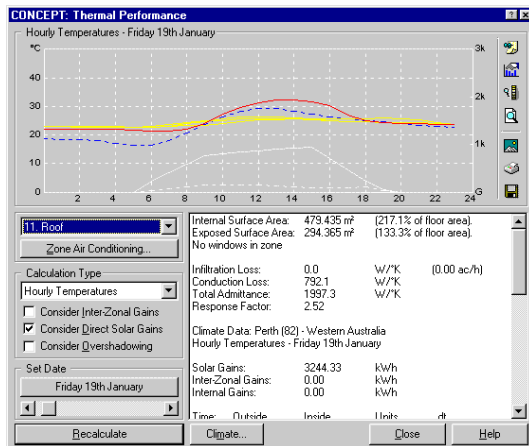 CONCEPT: Thermal Performance
Hourly Temperatures - Friday 19th January
°C 3k
40
30 2k
20
10 1k
0 G
2 4 6 8 10 12 14 16 18 20 22 24
11. Roof
Zone Air Conditioning...
Calculation Type
Hourly Temperatures
Consider Inter-Zonal Gains
Consider Direct Solar Gains
Consider Overshadowing
Set Date
Friday 19th January
Recalculate
Internal Surface Area: 479.435 m² (217.1% of floor area).
Exposed Surface Area: 294.365 m² (133.3% of floor area).
No windows in zone
Infiltration Loss: 0.0 W/°K (0.00 ac/h)
Conduction Loss: 792.1 W/°K
Total Admittance: 1997.3 W/°K
Response Factor: 2.52
Climate Data: Perth (82) - Western Australia
Hourly Temperatures - Friday 19th January
Solar Gains: 3244.33 kWh
Inter-Zonal Gains: 0.00 kWh
Internal Gains: 0.00 kWh
Time: Outside Inside Units dt
Climate... Close Help